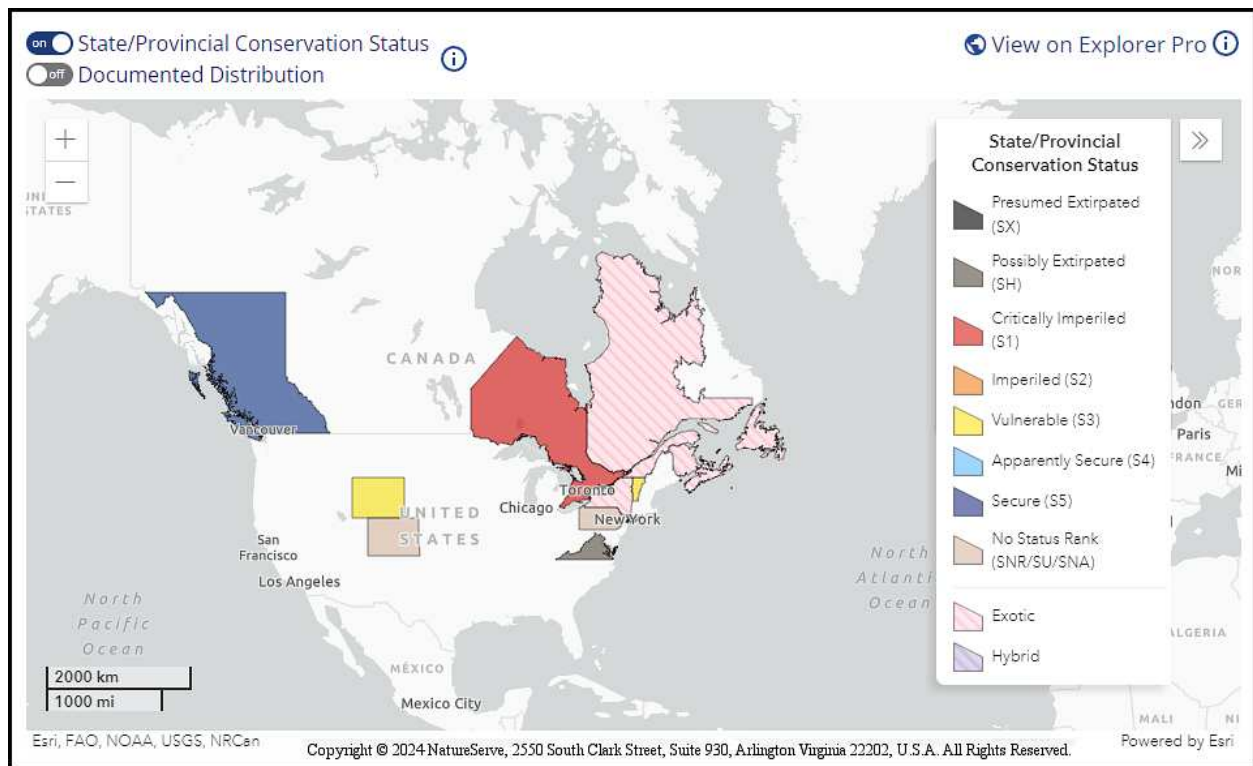 on State/Provincial Conservation Status
off Documented Distribution
View on Explorer Pro
+
−
STATES
CANADA
Vancouver
Toronto
Chicago
New York
UNITED
STATES
San
Francisco
Los Angeles
North
Pacific
Ocean
North
Ocean
MÉXICO
Mexico City
2000 km
1000 mi
State/Provincial
Conservation Status
Presumed Extirpated
(SX)
Possibly Extirpated
(SH)
Critically Imperiled
(S1)
Imperiled (S2)
Vulnerable (S3)
Apparently Secure (S4)
Secure (S5)
No Status Rank
(SNR/SU/SNA)
Exotic
Hybrid
NOR
GER
Paris
FRANCE
MALI
NI
Esri, FAO, NOAA, USGS, NRCan
Copyright © 2024 NatureServe, 2550 South Clark Street, Suite 930, Arlington Virginia 22202, U.S.A. All Rights Reserved.
Powered by Esri